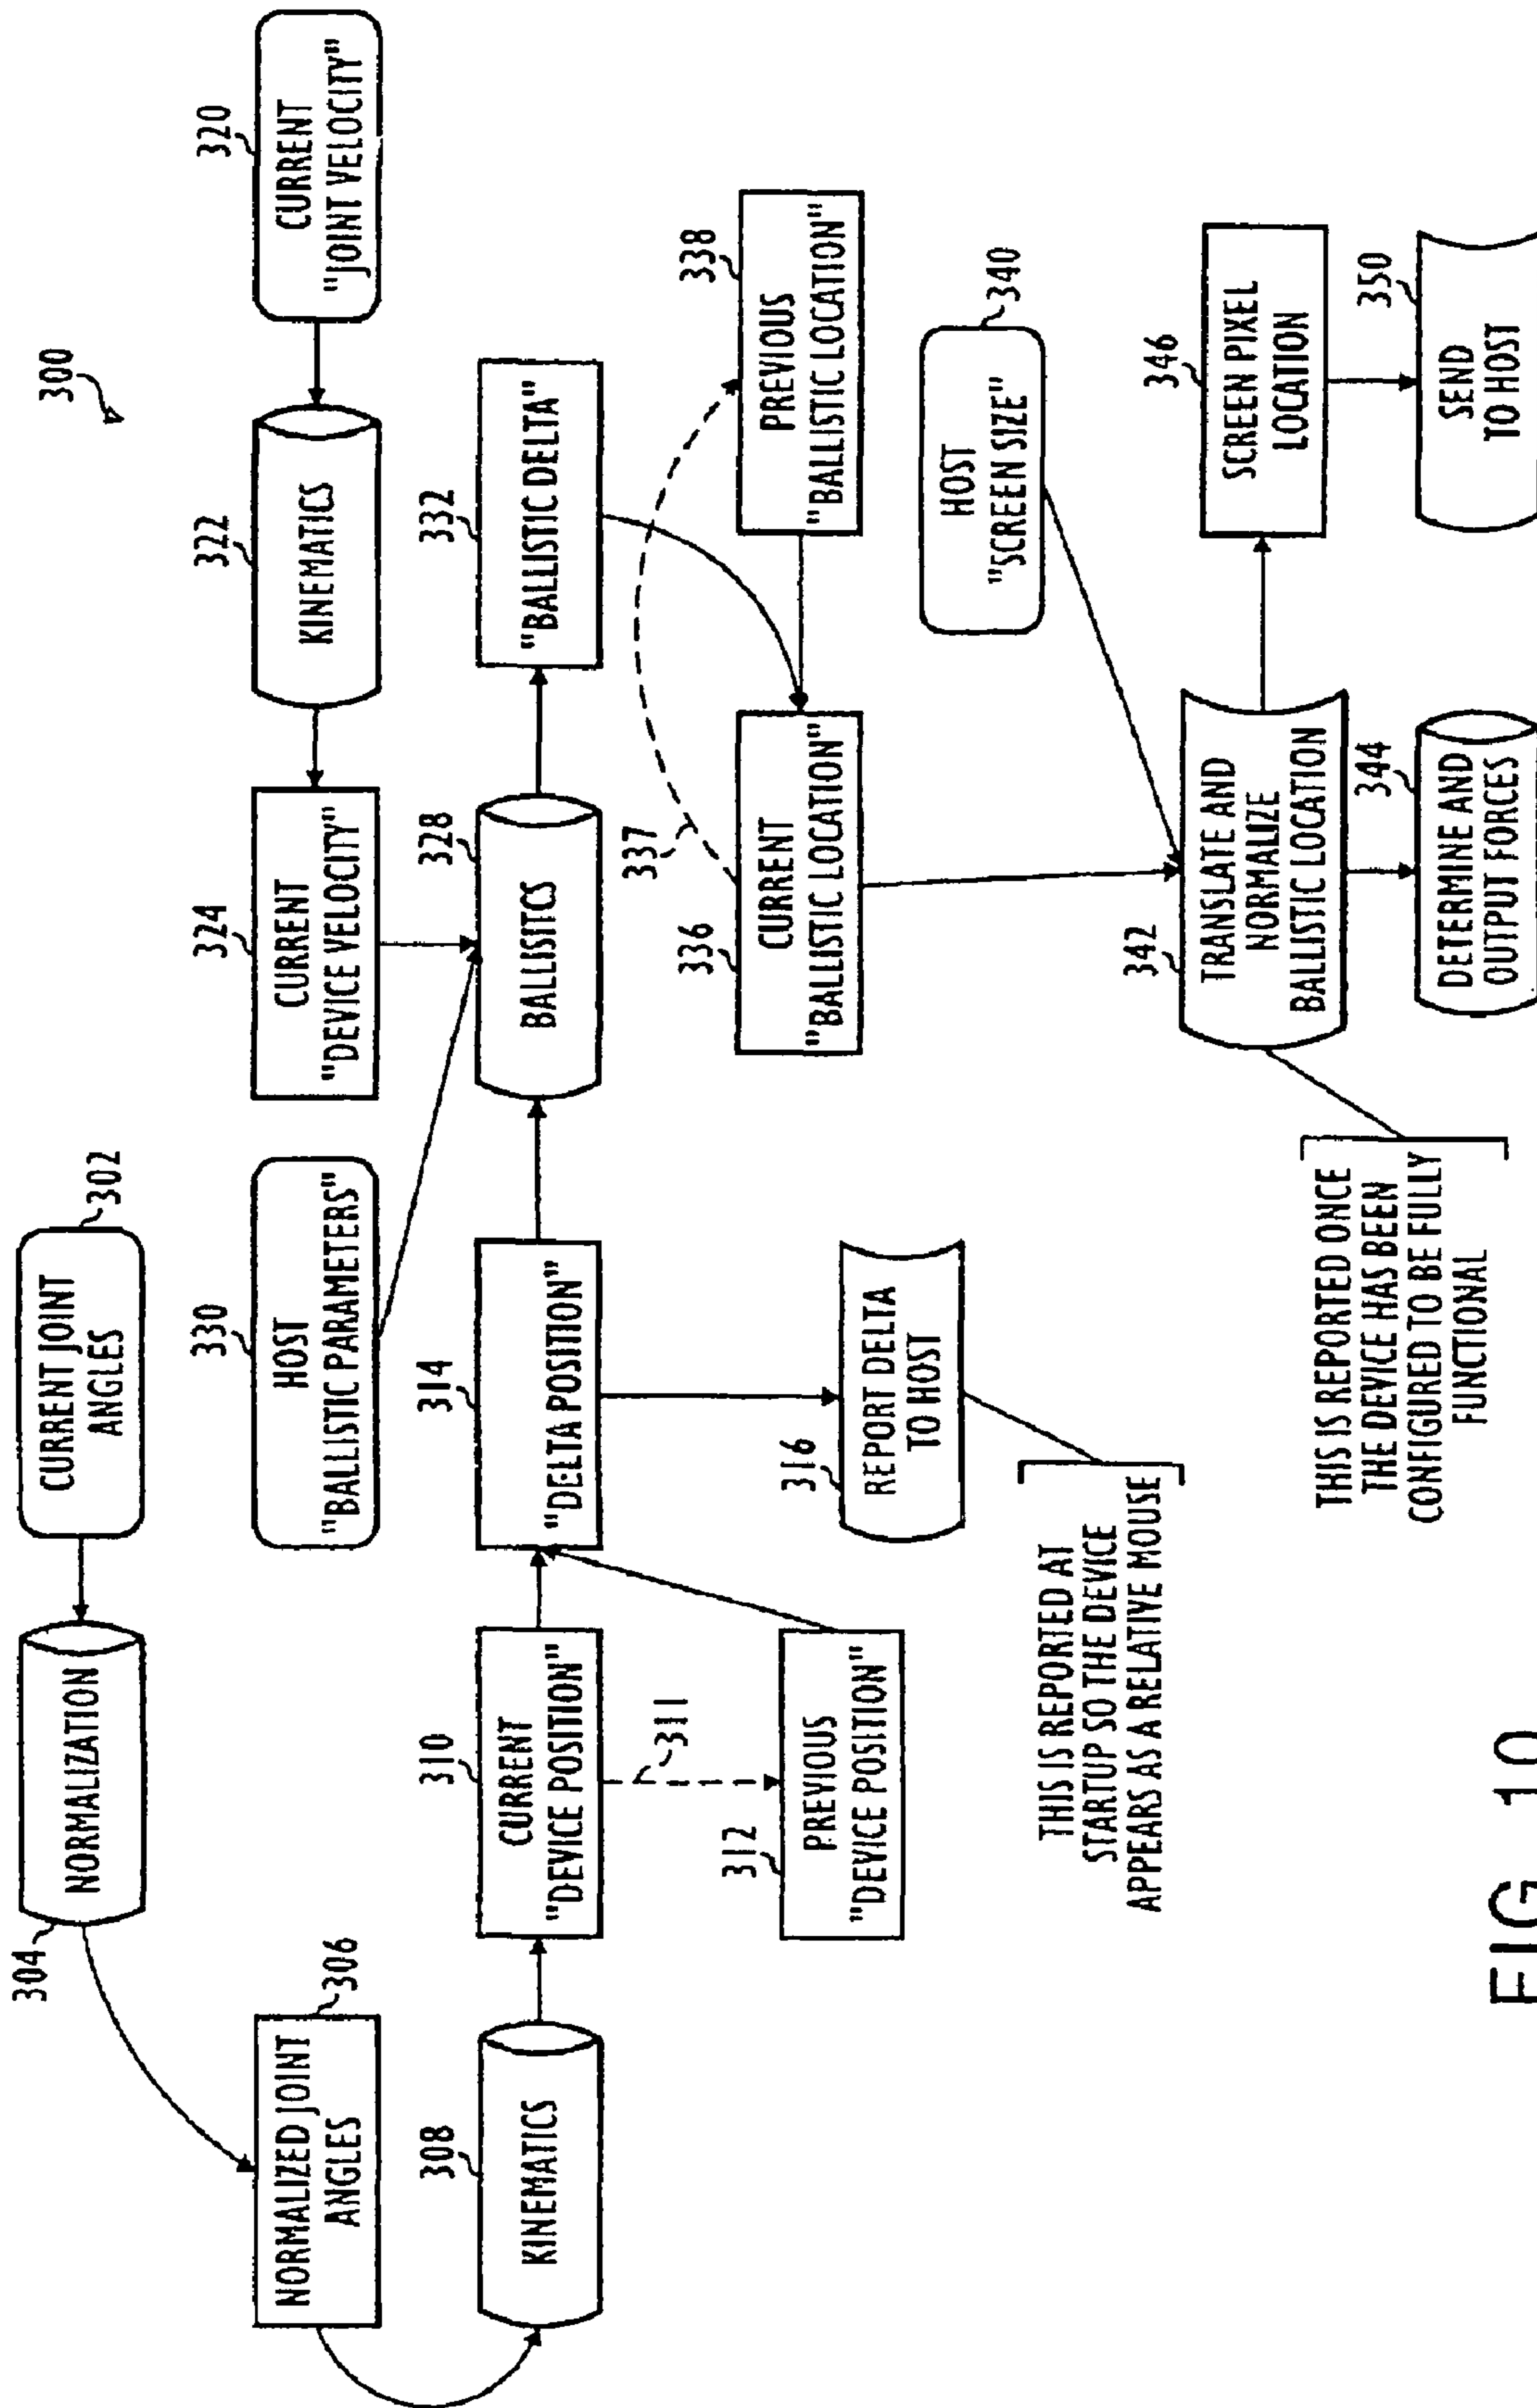 300
CURRENT JOINT
ANGLES
302
NORMALIZATION
304
NORMALIZED JOINT
ANGLES
306
308
KINEMATICS
310
CURRENT
"DEVICE POSITION"
311
312
PREVIOUS
"DEVICE POSITION"
314
"DELTA POSITION"
316
REPORT DELTA
TO HOST
THIS IS REPORTED AT
STARTUP SO THE DEVICE
APPEARS AS A RELATIVE MOUSE
320
CURRENT
"JOINT VELOCITY"
322
KINEMATICS
324
CURRENT
"DEVICE VELOCITY"
330
HOST
"BALLISTIC PARAMETERS"
328
BALLISITCS
332
"BALLISTIC DELTA"
336
CURRENT
"BALLISTIC LOCATION"
337
338
PREVIOUS
"BALLISTIC LOCATION"
HOST
"SCREEN SIZE"
340
342
TRANSLATE AND
NORMALIZE
BALLISTIC LOCATION
THIS IS REPORTED ONCE
THE DEVICE HAS BEEN
CONFIGURED TO BE FULLY
FUNCTIONAL
344
DETERMINE AND
OUTPUT FORCES
346
SCREEN PIXEL
LOCATION
350
SEND
TO HOST
FIG. 10